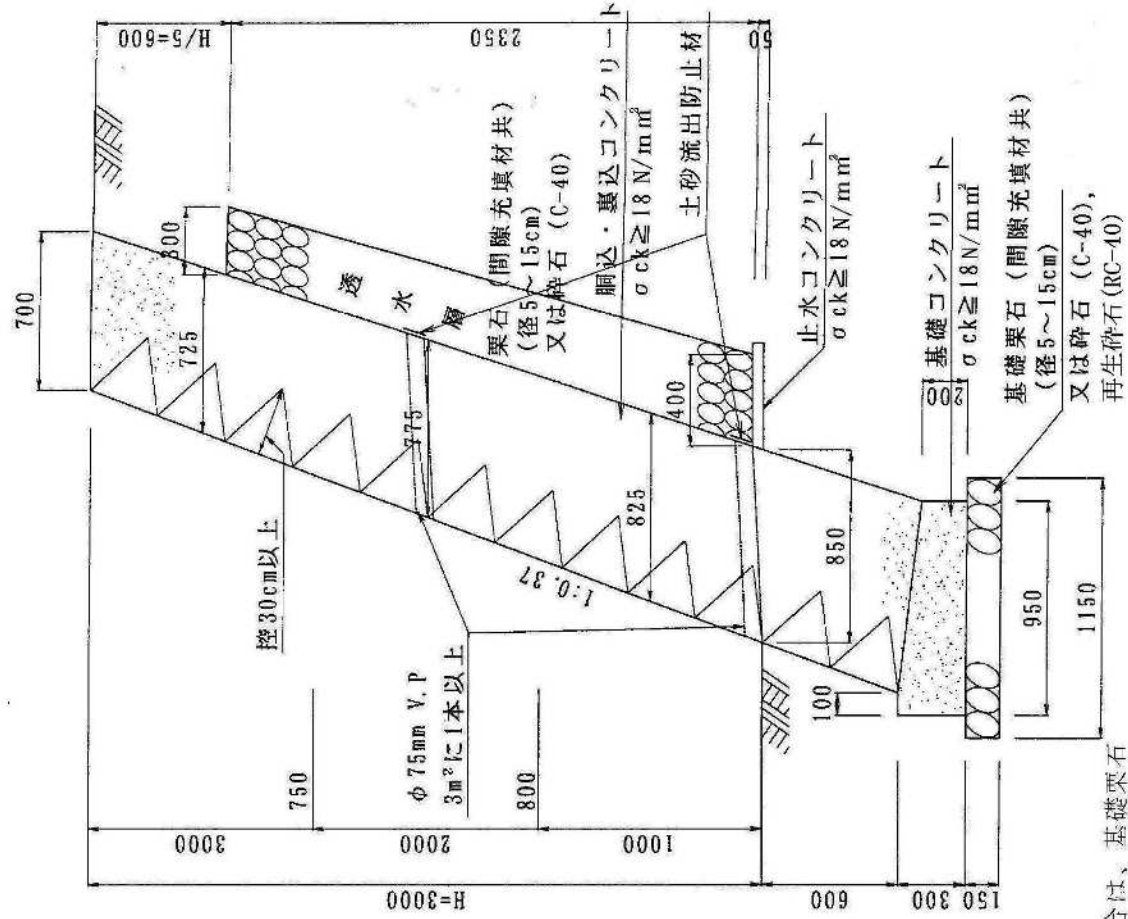 700
300
725
H/5=600
2350
50
透水層
栗石 (間隙充填材共)
(径5~15cm)
又は砕石 (C-40)
胴込・裏込コンクリート
σck≧18N/mm²
土砂流出防止材
控30cm以上
775
400
825
1:0.37
φ75mm V.P
3m²に1本以上
750
800
850
止水コンクリート
σck≧18N/mm²
基礎コンクリート
σck≧18N/mm²
200
基礎栗石 (間隙充填材共)
(径5~15cm)
又は砕石 (C-40),
再生砕石(RC-40)
100
950
1150
3000
2000
1000
H=3000
600
300
150
合は、基礎栗石